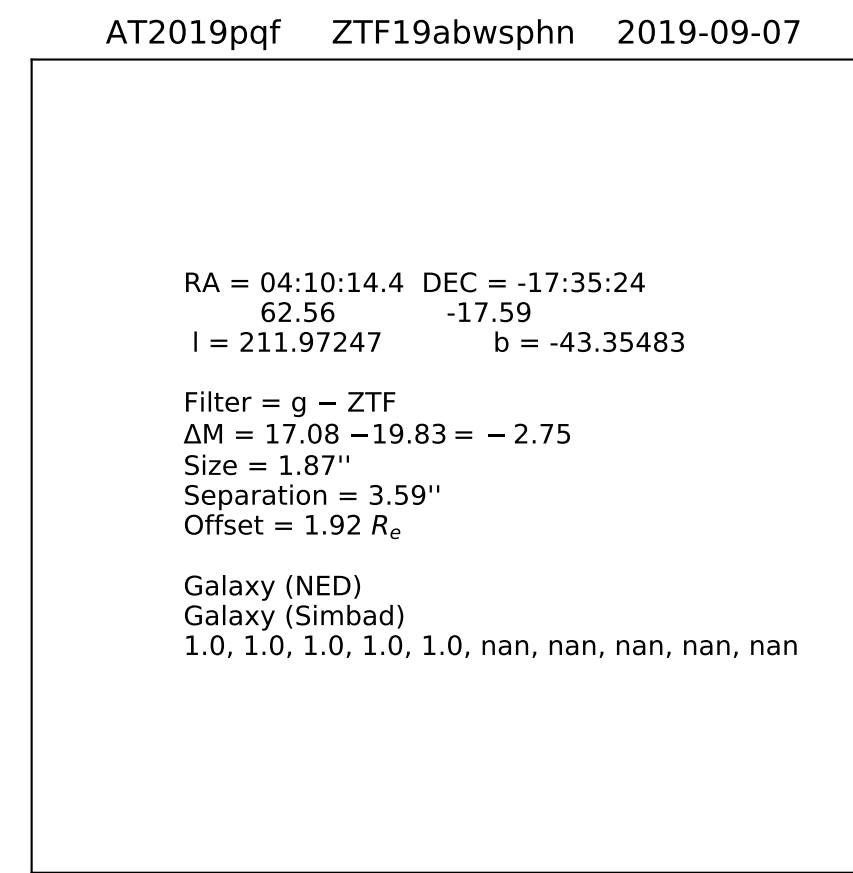 AT2019pqf ZTF19abwsphn 2019-09-07
RA = 04:10:14.4 DEC = -17:35:24
62.56 -17.59
l = 211.97247 b = -43.35483
Filter = g − ZTF
ΔM = 17.08 −19.83 = − 2.75
Size = 1.87''
Separation = 3.59''
Offset = 1.92 Rₑ
Galaxy (NED)
Galaxy (Simbad)
1.0, 1.0, 1.0, 1.0, 1.0, nan, nan, nan, nan, nan